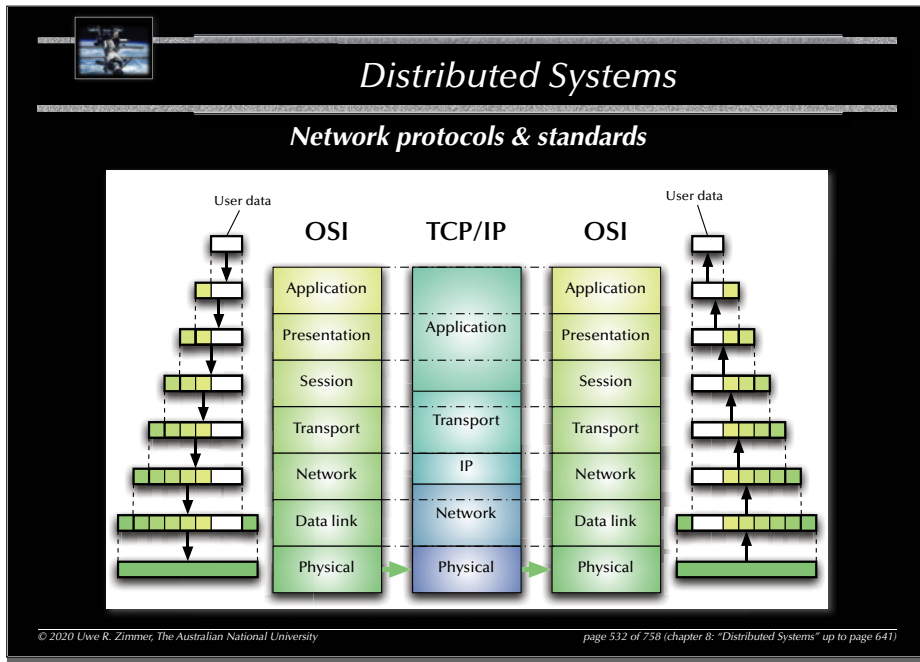 Distributed Systems
Network protocols & standards
User data
OSI
TCP/IP
OSI
User data
Application
Presentation
Session
Transport
Network
Data link
Physical
Application
Transport
IP
Network
Physical
Application
Presentation
Session
Transport
Network
Data link
Physical
© 2020 Uwe R. Zimmer, The Australian National University
page 532 of 758 (chapter 8: "Distributed Systems" up to page 641)